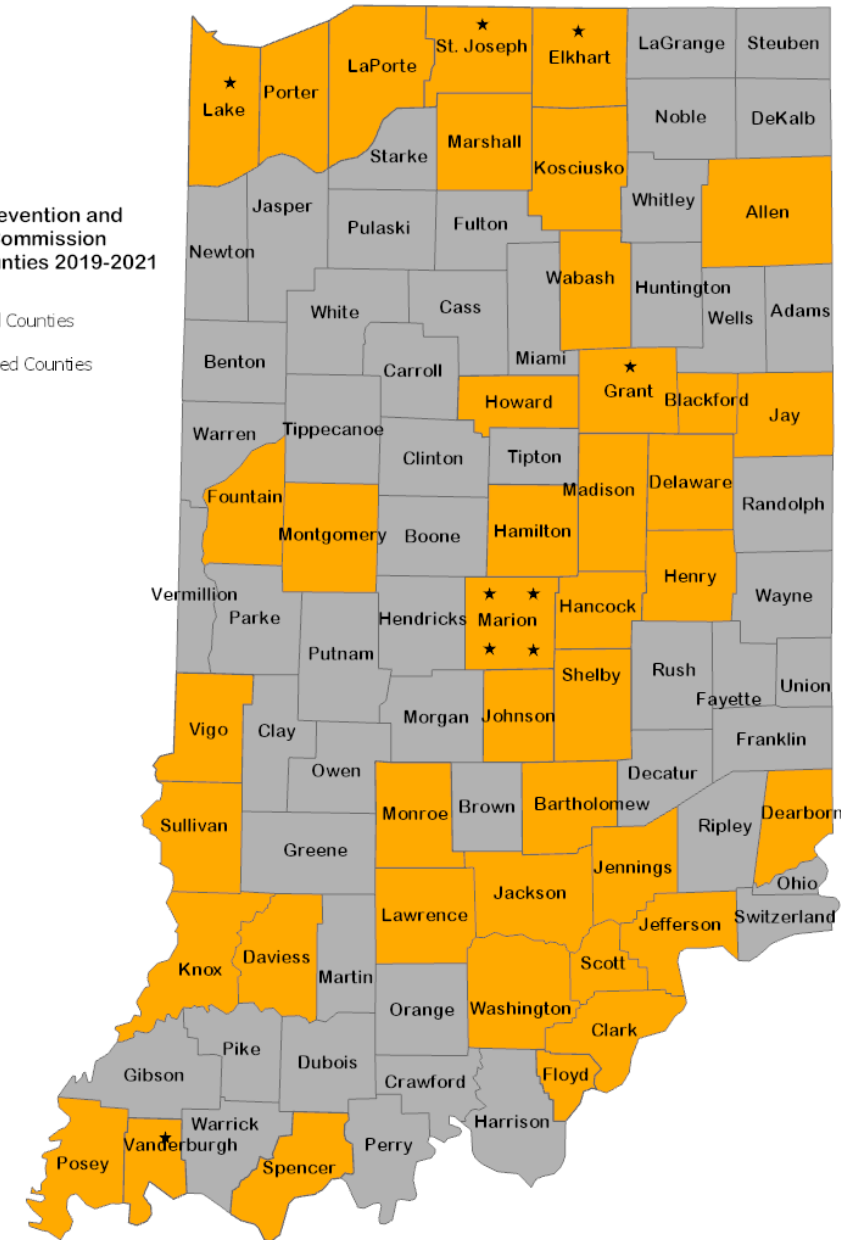 St. Joseph
Elkhart
LaGrange
Steuben
LaPorte
Porter
Lake
Noble
DeKalb
Marshall
Starke
Kosciusko
Whitley
Allen
evention and
Commission
unties 2019-2021
Jasper
Pulaski
Fulton
Newton
Wabash
Huntington
White
Cass
Wells
Adams
l Counties
ed Counties
Benton
Carroll
Miami
Grant
Blackford
Howard
Jay
Warren
Tippecanoe
Clinton
Tipton
Madison
Delaware
Fountain
Randolph
Montgomery
Boone
Hamilton
Henry
Vermillion
Parke
Hendricks
Marion
Hancock
Wayne
Putnam
Rush
Shelby
Fayette
Union
Vigo
Clay
Morgan
Johnson
Franklin
Owen
Decatur
Sullivan
Monroe
Brown
Bartholomew
Ripley
Dearborn
Greene
Jennings
Ohio
Jackson
Lawrence
Jefferson
Switzerland
Knox
Daviess
Martin
Scott
Orange
Washington
Clark
Pike
Dubois
Gibson
Crawford
Floyd
Harrison
Warrick
Vanderburgh
Perry
Posey
Spencer